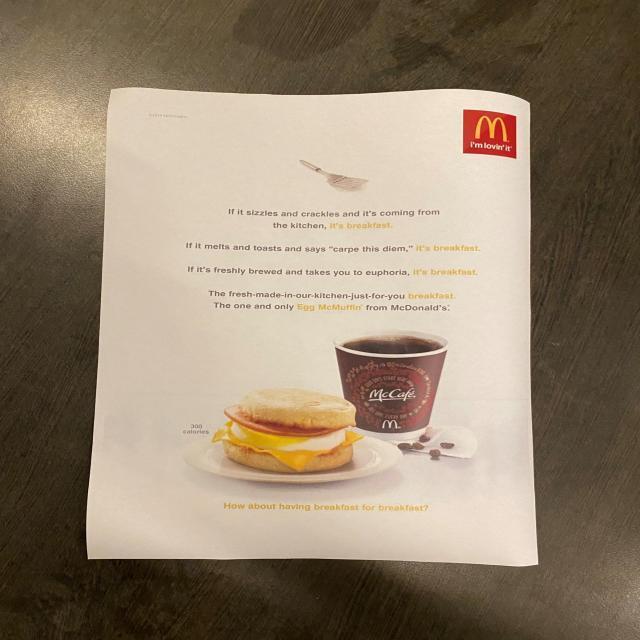 i'm lovin' it
If it sizzles and crackles and it's coming from
the kitchen, it's breakfast.
If it melts and toasts and says "carpe this diem," it's breakfast.
If it's freshly brewed and takes you to euphoria, it's breakfast.
The fresh-made-in-our-kitchen-just-for-you breakfast.
The one and only Egg McMuffin® from McDonald's®.
McCafé
300
calories
How about having breakfast for breakfast?